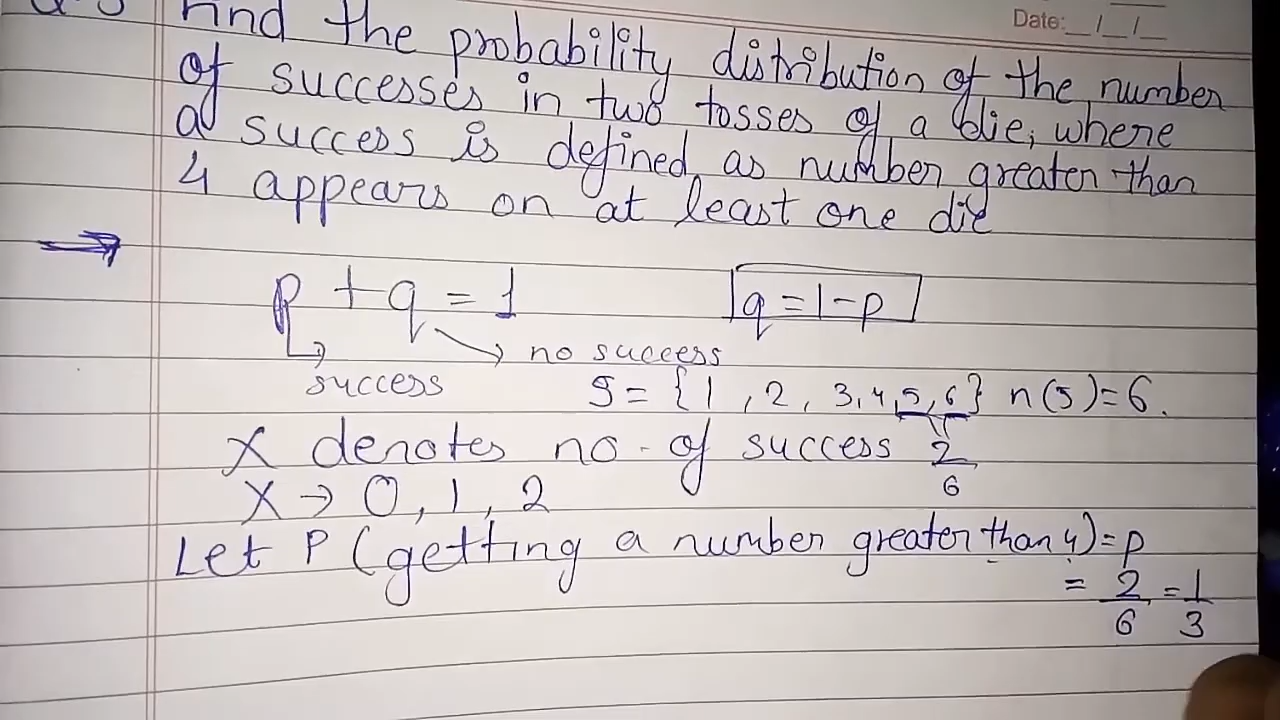 Find the probability distribution of the number
Date: _/_/_
of successes in two tosses of a die, where
a success is defined as number greater than
4 appears on at least one die
p + q = 1
q = 1 - p
no success
success
S = {1, 2, 3, 4, 5, 6} n(S) = 6.
X denotes no. of success 2/6
X → 0, 1, 2
Let P (getting a number greater than 4) = p
= 2/6 = 1/3